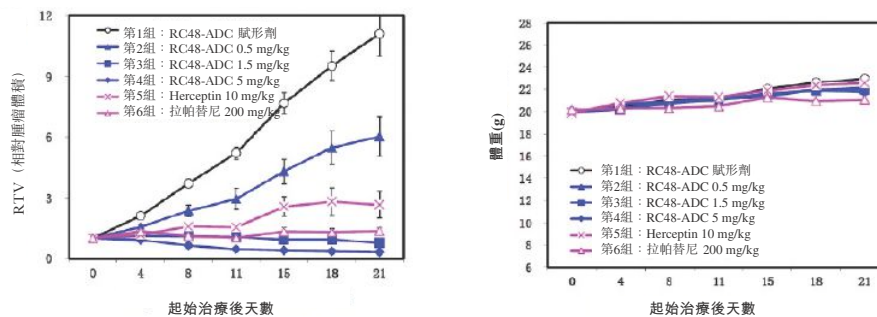 12
9
6
3
0
RTV（相對腫瘤體積）
第1組：RC48-ADC 賦形劑
第2組：RC48-ADC 0.5 mg/kg
第3組：RC48-ADC 1.5 mg/kg
第4組：RC48-ADC 5 mg/kg
第5組：Herceptin 10 mg/kg
第6組：拉帕替尼 200 mg/kg
0 4 8 11 15 18 21
起始治療後天數
28
26
24
22
20
18
16
14
12
10
8
6
體重(g)
第1組：RC48-ADC 賦形劑
第2組：RC48-ADC 0.5 mg/kg
第3組：RC48-ADC 1.5 mg/kg
第4組：RC48-ADC 5 mg/kg
第5組：Herceptin 10 mg/kg
第6組：拉帕替尼 200 mg/kg
0 4 8 11 15 18 21
起始治療後天數